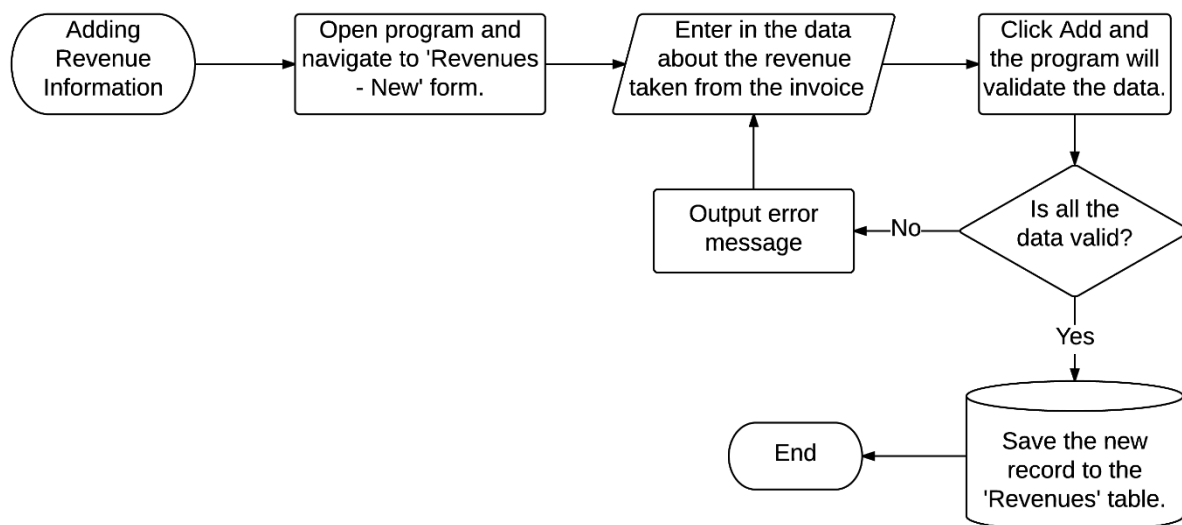 Adding
Revenue
Information
Open program and
navigate to 'Revenues
- New' form.
Enter in the data
about the revenue
taken from the invoice
Click Add and
the program will
validate the data.
Is all the
data valid?
No
Output error
message
Yes
Save the new
record to the
'Revenues' table.
End